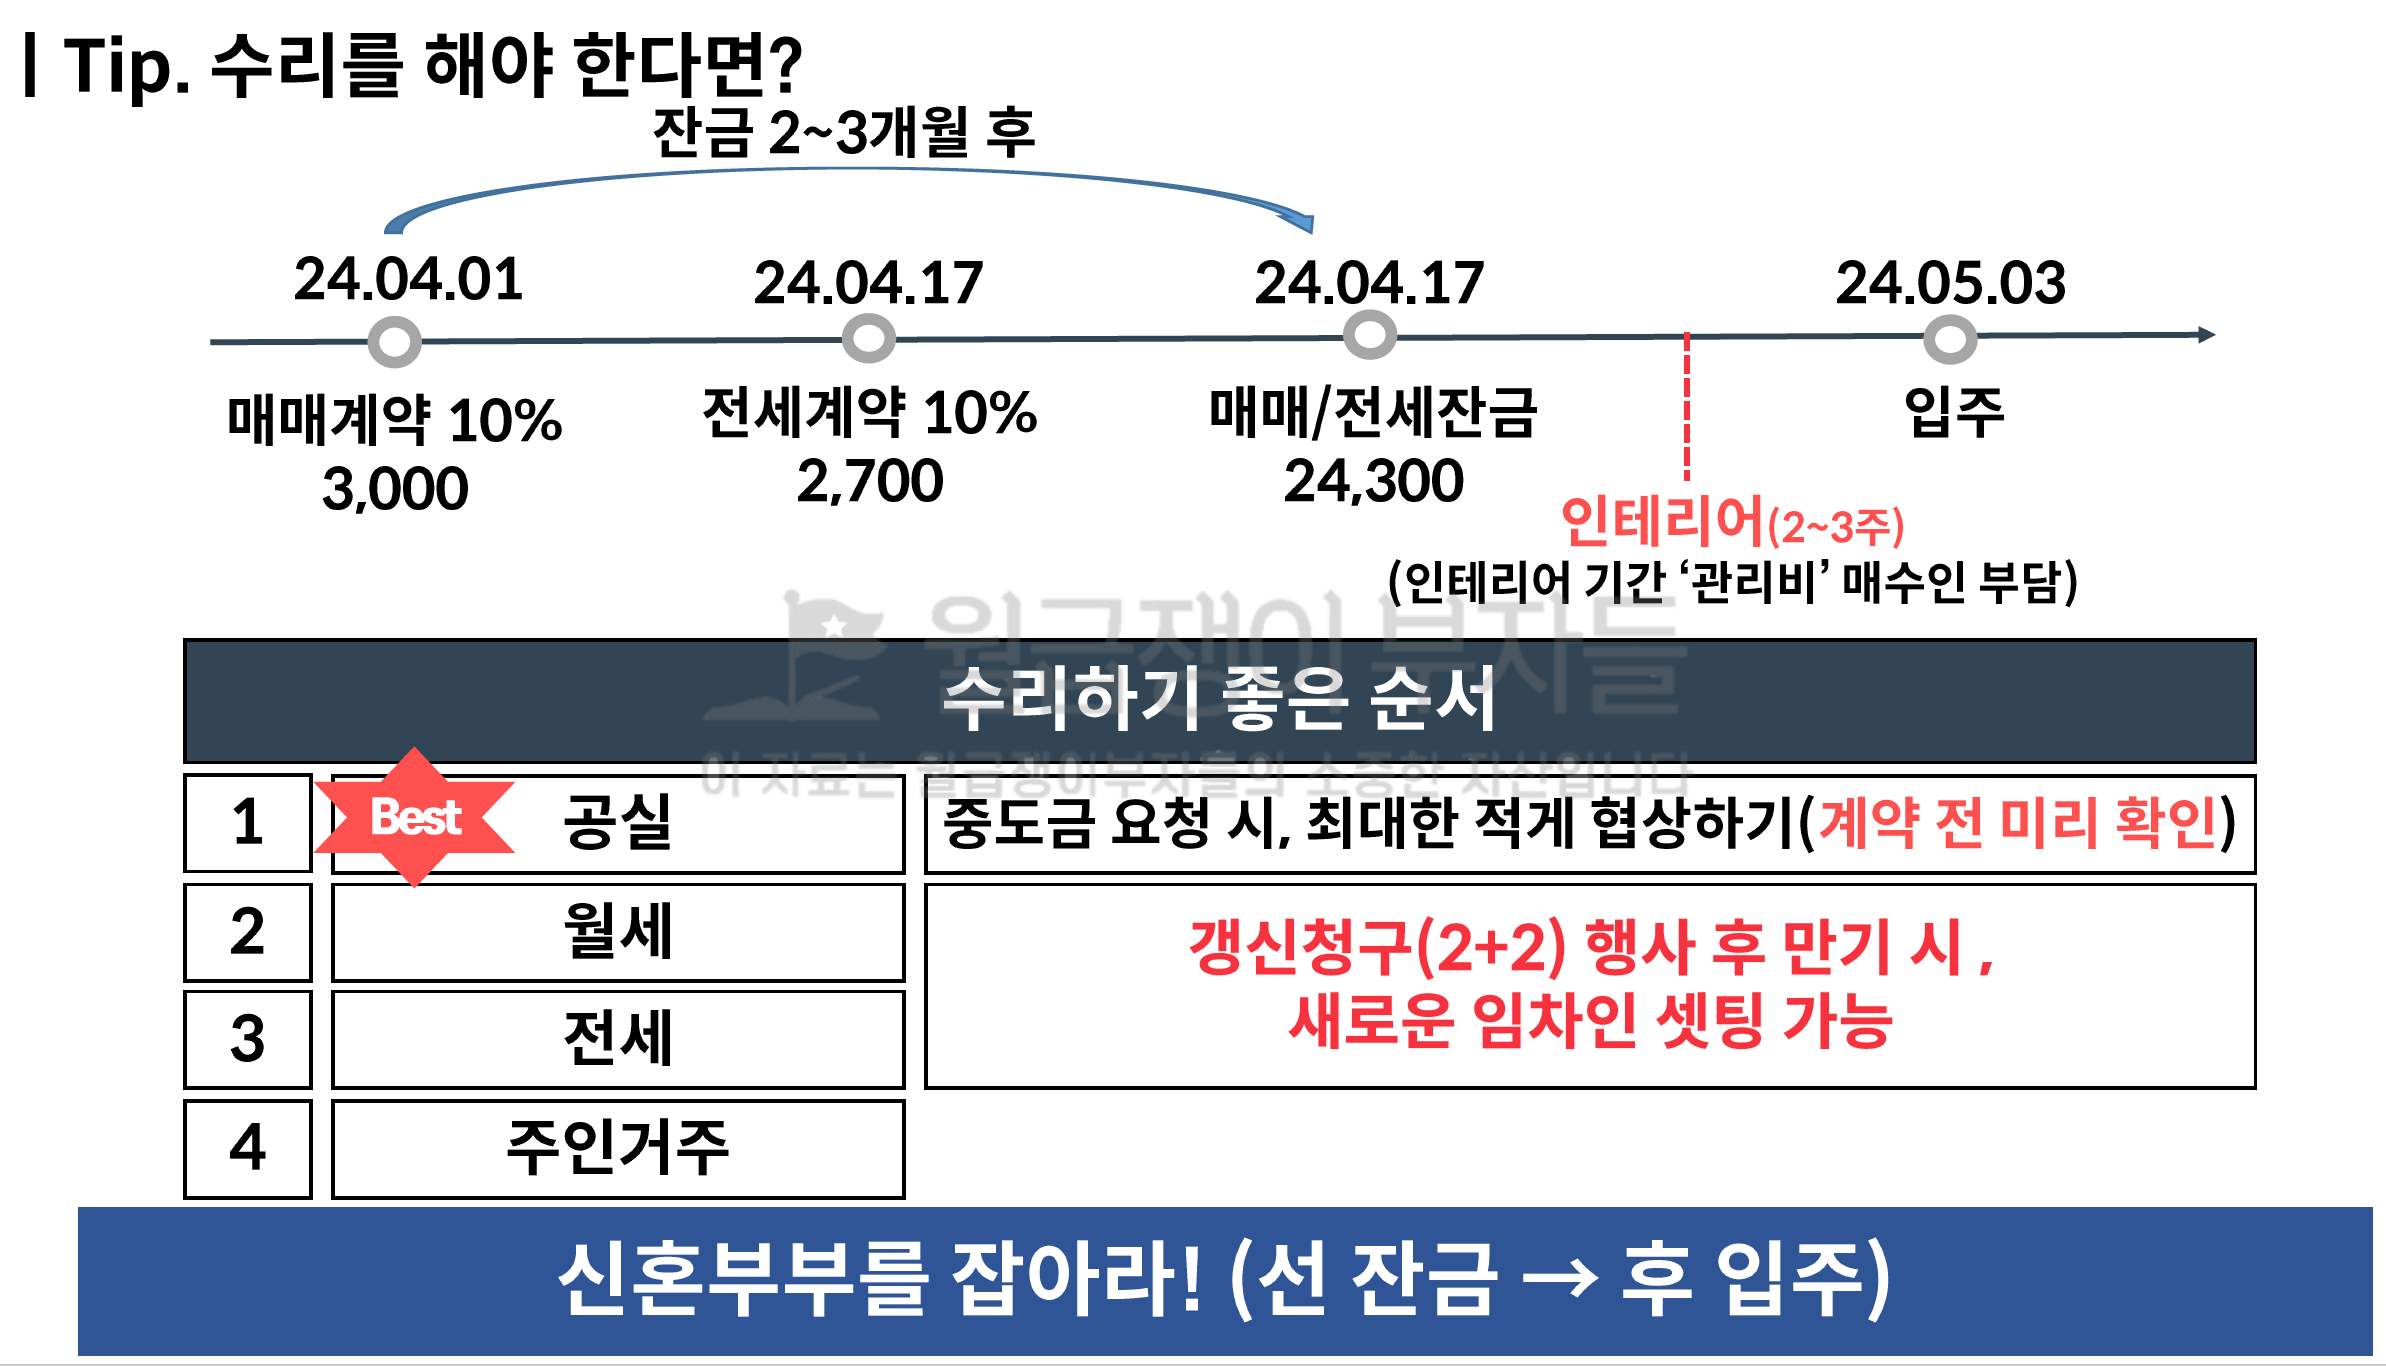 | Tip. 수리를 해야 한다면?
잔금 2~3개월 후
24.04.01
24.04.17
24.04.17
24.05.03
매매계약 10%
3,000
전세계약 10%
2,700
매매/전세잔금
24,300
입주
인테리어(2~3주)
(인테리어 기간 ‘관리비’ 매수인 부담)
월급쟁이 부자들
이 자료는 월급쟁이부자들의 소중한 자산입니다
수리하기 좋은 순서
1
Best
공실
중도금 요청 시, 최대한 적게 협상하기(계약 전 미리 확인)
2
월세
갱신청구(2+2) 행사 후 만기 시 ,
새로운 임차인 셋팅 가능
3
전세
4
주인거주
신혼부부를 잡아라! (선 잔금 → 후 입주)